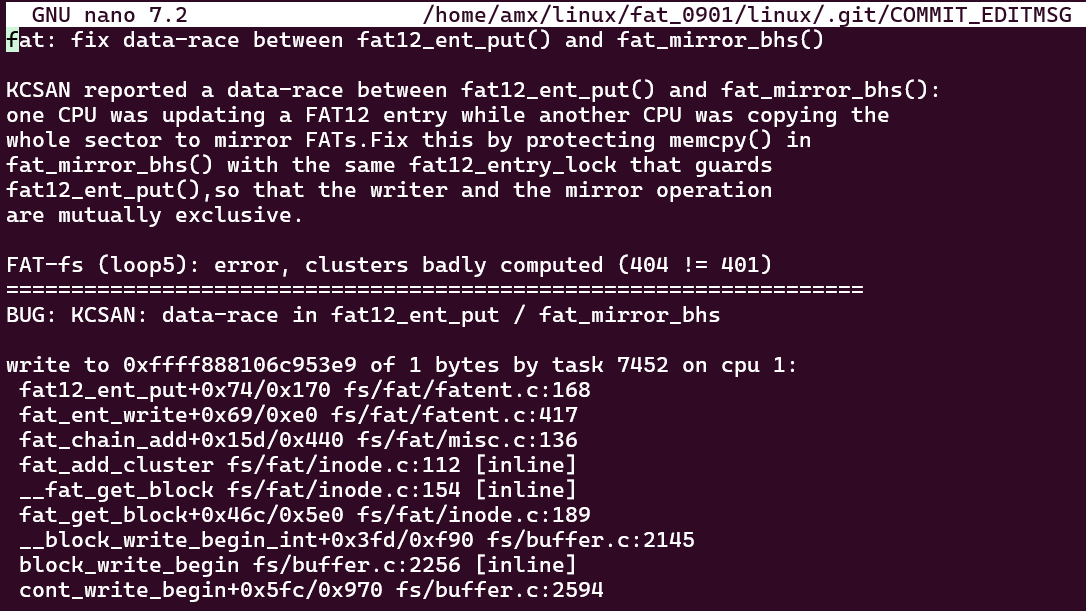 GNU nano 7.2 /home/amx/linux/fat_0901/linux/.git/COMMIT_EDITMSG
fat: fix data-race between fat12_ent_put() and fat_mirror_bhs()
KCSAN reported a data-race between fat12_ent_put() and fat_mirror_bhs():
one CPU was updating a FAT12 entry while another CPU was copying the
whole sector to mirror FATs.Fix this by protecting memcpy() in
fat_mirror_bhs() with the same fat12_entry_lock that guards
fat12_ent_put(),so that the writer and the mirror operation
are mutually exclusive.
FAT-fs (loop5): error, clusters badly computed (404 != 401)
==================================================================
BUG: KCSAN: data-race in fat12_ent_put / fat_mirror_bhs
write to 0xffff888106c953e9 of 1 bytes by task 7452 on cpu 1:
fat12_ent_put+0x74/0x170 fs/fat/fatent.c:168
fat_ent_write+0x69/0xe0 fs/fat/fatent.c:417
fat_chain_add+0x15d/0x440 fs/fat/misc.c:136
fat_add_cluster fs/fat/inode.c:112 [inline]
__fat_get_block fs/fat/inode.c:154 [inline]
fat_get_block+0x46c/0x5e0 fs/fat/inode.c:189
__block_write_begin_int+0x3fd/0xf90 fs/buffer.c:2145
block_write_begin fs/buffer.c:2256 [inline]
cont_write_begin+0x5fc/0x970 fs/buffer.c:2594